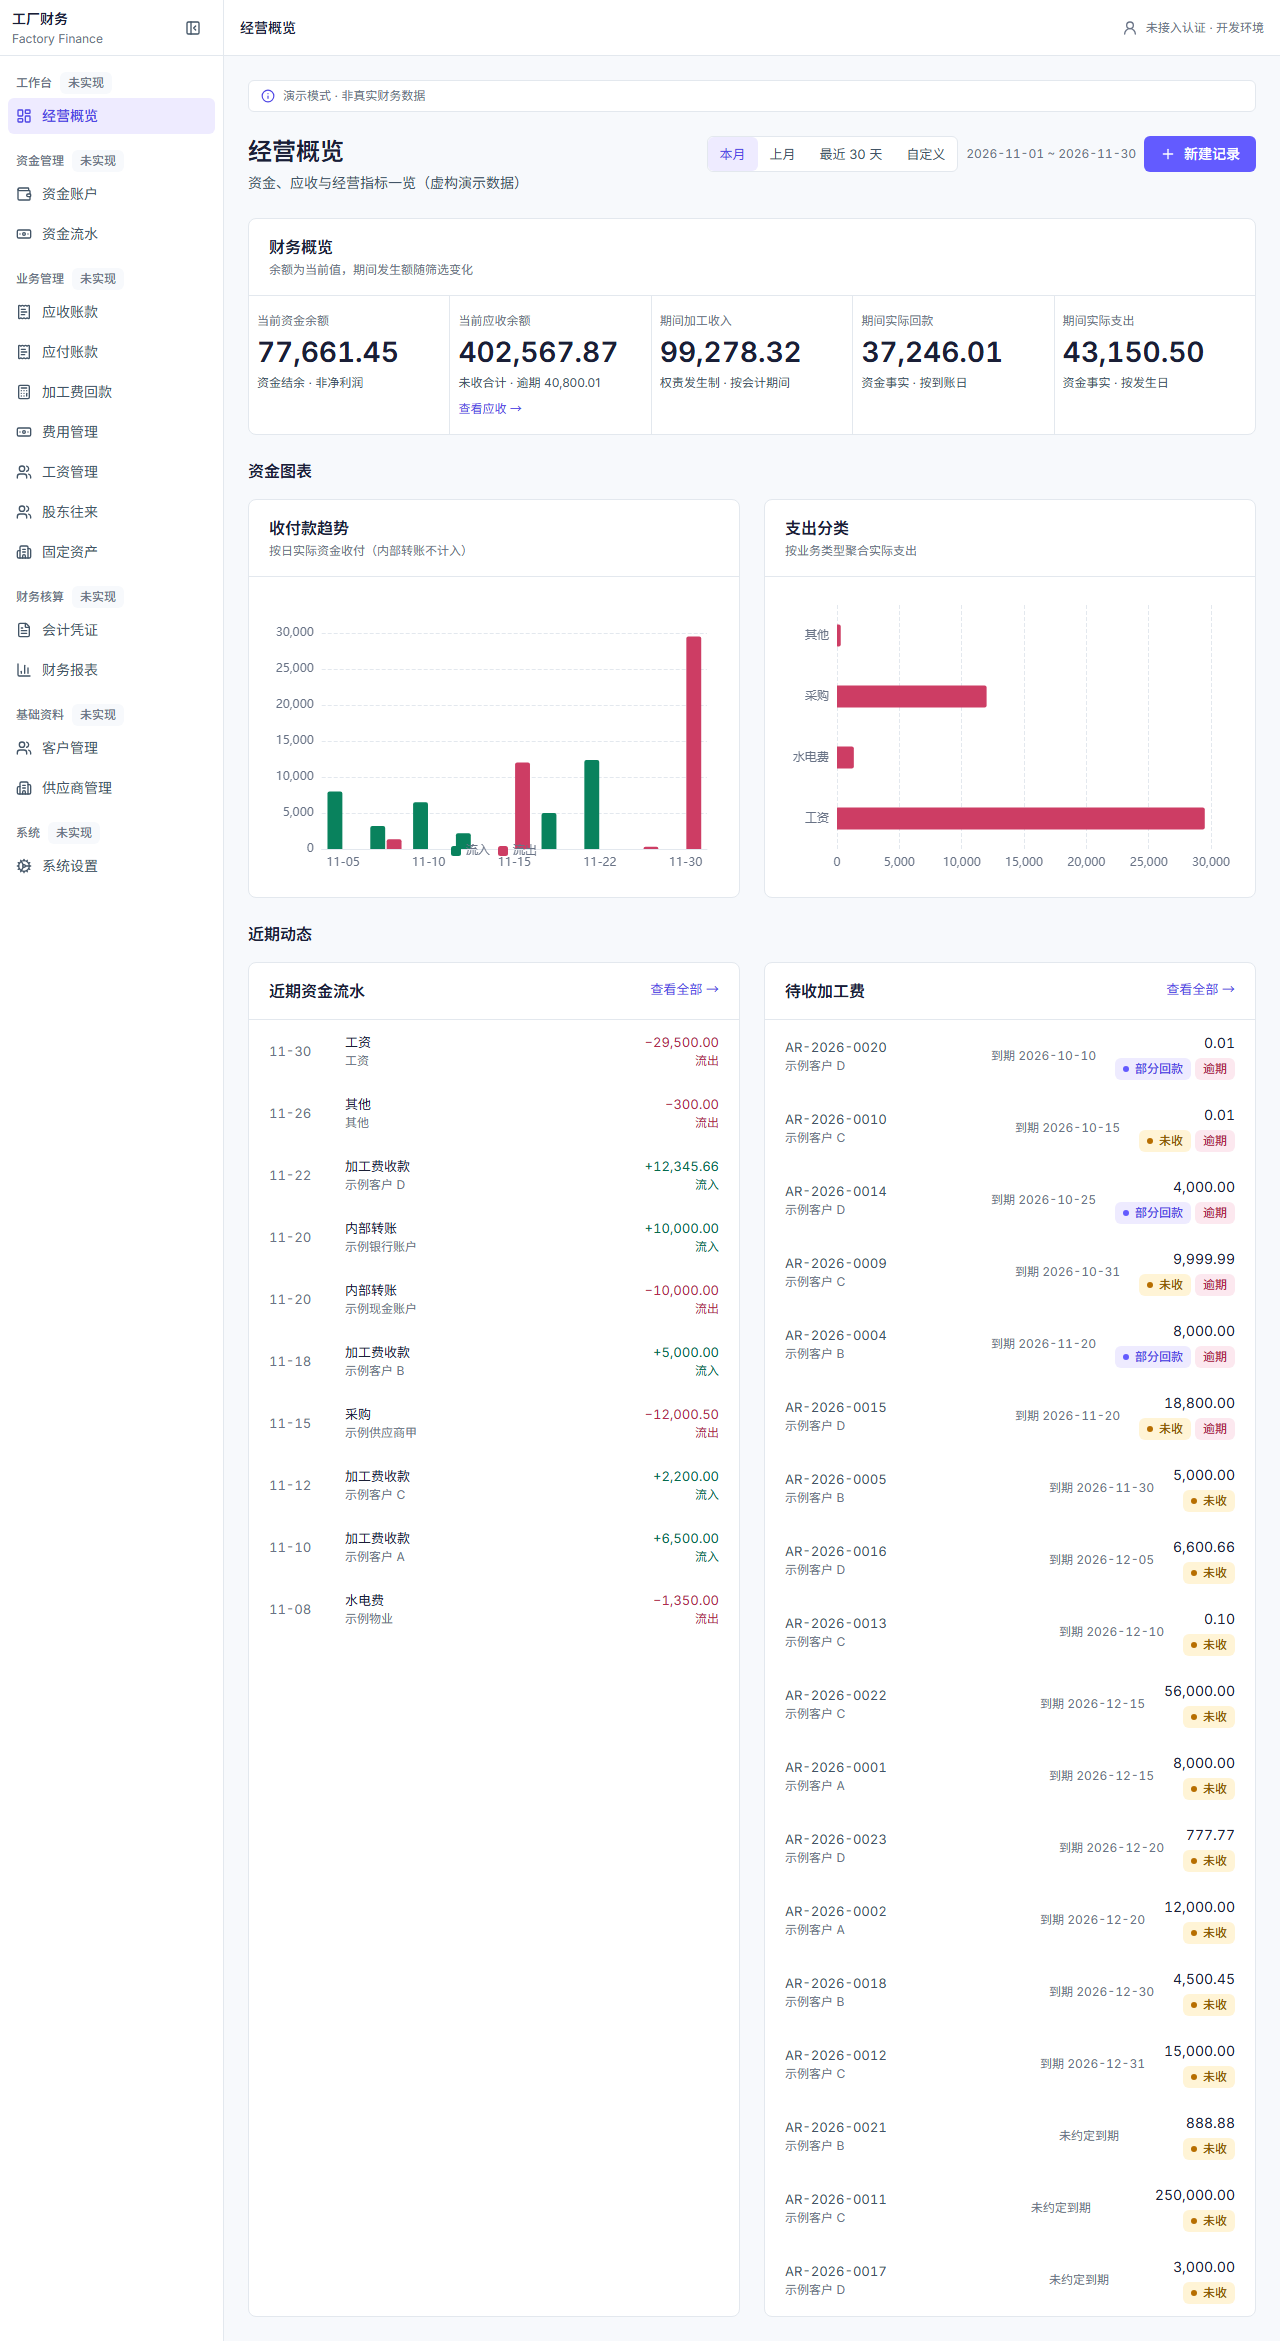 工厂财务
Factory Finance
工作台 未实现
经营概览
资金管理 未实现
资金账户
资金流水
业务管理 未实现
应收账款
应付账款
加工费回款
费用管理
工资管理
股东往来
固定资产
财务核算 未实现
会计凭证
财务报表
基础资料 未实现
客户管理
供应商管理
系统 未实现
系统设置
经营概览
未接入认证 · 开发环境
演示模式 · 非真实财务数据
经营概览
资金、应收与经营指标一览（虚构演示数据）
本月 上月 最近 30 天 自定义 2026-11-01 ~ 2026-11-30 + 新建记录
财务概览
余额为当前值，期间发生额随筛选变化
当前资金余额
77,661.45
资金结余 · 非净利润
当前应收余额
402,567.87
未收合计 · 逾期 40,800.01
查看应收 →
期间加工收入
99,278.32
权责发生制 · 按会计期间
期间实际回款
37,246.01
资金事实 · 按到账日
期间实际支出
43,150.50
资金事实 · 按发生日
资金图表
收付款趋势
按日实际资金收付（内部转账不计入）
30,000
25,000
20,000
15,000
10,000
5,000
0
流入 流出
11-05 11-10 11-15 11-22 11-30
支出分类
按业务类型聚合实际支出
其他
采购
水电费
工资
0 5,000 10,000 15,000 20,000 25,000 30,000
近期动态
近期资金流水 查看全部 →
11-30 工资 −29,500.00
工资 流出
11-26 其他 −300.00
其他 流出
11-22 加工费收款 +12,345.66
示例客户 D 流入
11-20 内部转账 +10,000.00
示例银行账户 流入
11-20 内部转账 −10,000.00
示例现金账户 流出
11-18 加工费收款 +5,000.00
示例客户 B 流入
11-15 采购 −12,000.50
示例供应商甲 流出
11-12 加工费收款 +2,200.00
示例客户 C 流入
11-10 加工费收款 +6,500.00
示例客户 A 流入
11-08 水电费 −1,350.00
示例物业 流出
待收加工费 查看全部 →
AR-2026-0020 到期 2026-10-10 0.01
示例客户 D 部分回款 逾期
AR-2026-0010 到期 2026-10-15 0.01
示例客户 C 未收 逾期
AR-2026-0014 到期 2026-10-25 4,000.00
示例客户 D 部分回款 逾期
AR-2026-0009 到期 2026-10-31 9,999.99
示例客户 C 未收 逾期
AR-2026-0004 到期 2026-11-20 8,000.00
示例客户 B 部分回款 逾期
AR-2026-0015 到期 2026-11-20 18,800.00
示例客户 D 未收 逾期
AR-2026-0005 到期 2026-11-30 5,000.00
示例客户 B 未收
AR-2026-0016 到期 2026-12-05 6,600.66
示例客户 D 未收
AR-2026-0013 到期 2026-12-10 0.10
示例客户 C 未收
AR-2026-0022 到期 2026-12-15 56,000.00
示例客户 C 未收
AR-2026-0001 到期 2026-12-15 8,000.00
示例客户 A 未收
AR-2026-0023 到期 2026-12-20 777.77
示例客户 D 未收
AR-2026-0002 到期 2026-12-20 12,000.00
示例客户 A 未收
AR-2026-0018 到期 2026-12-30 4,500.45
示例客户 B 未收
AR-2026-0012 到期 2026-12-31 15,000.00
示例客户 C 未收
AR-2026-0021 未约定到期 888.88
示例客户 B 未收
AR-2026-0011 未约定到期 250,000.00
示例客户 C 未收
AR-2026-0017 未约定到期 3,000.00
示例客户 D 未收